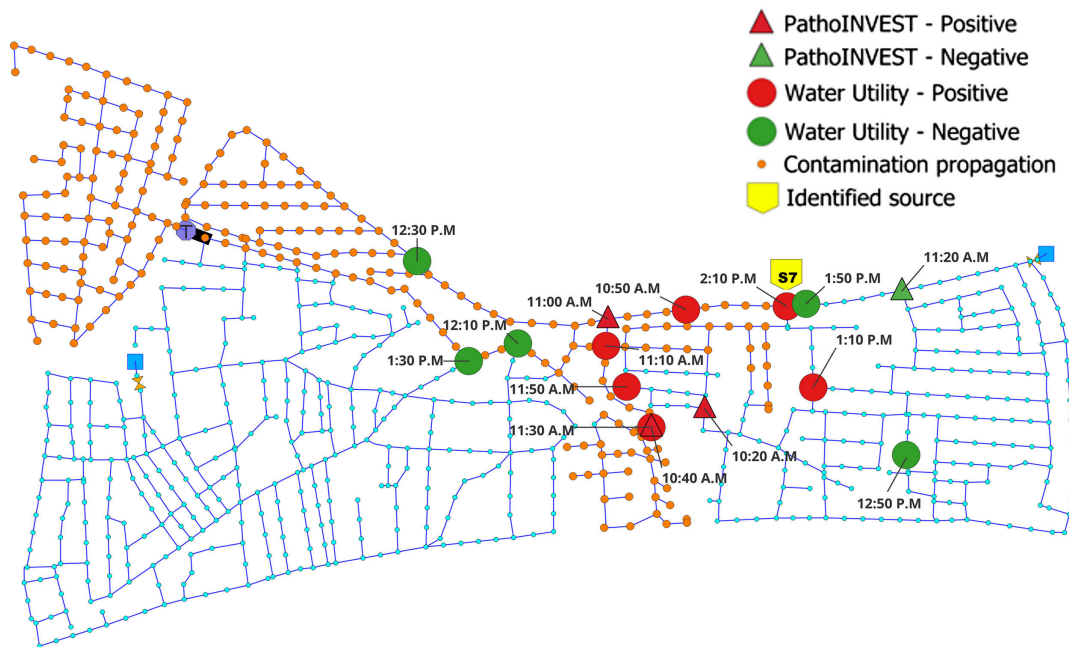 PathoINVEST - Positive
PathoINVEST - Negative
Water Utility - Positive
Water Utility - Negative
Contamination propagation
Identified source
T
12:30 P.M
S7
11:20 A.M
2:10 P.M
1:50 P.M
10:50 A.M
11:00 A.M
12:10 P.M
1:30 P.M
11:10 A.M
1:10 P.M
11:50 A.M
11:30 A.M
10:20 A.M
10:40 A.M
12:50 P.M